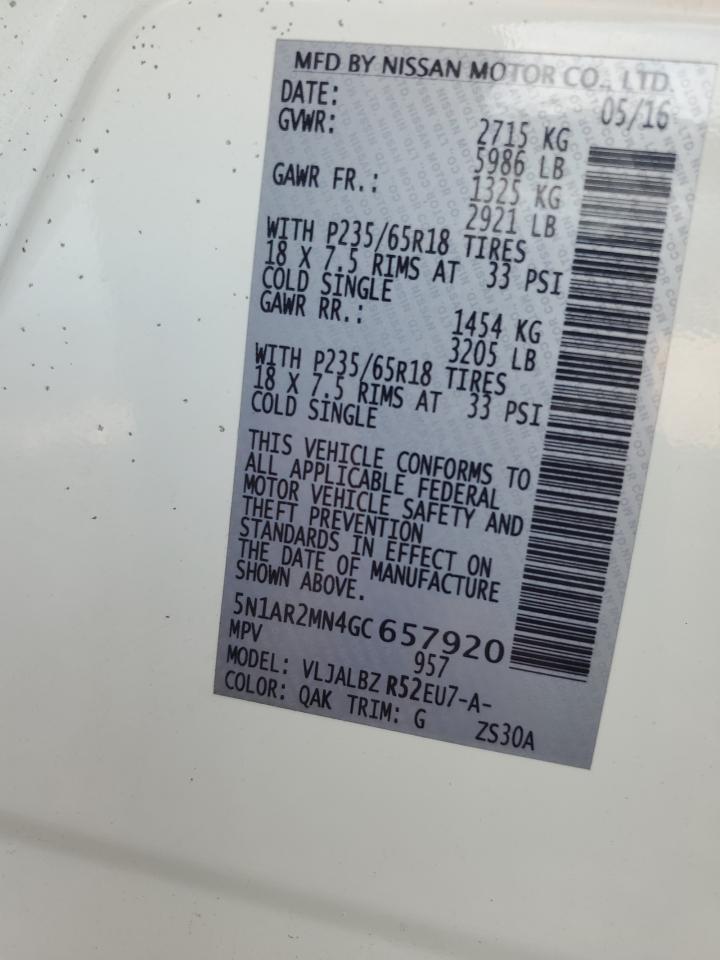 MFD BY NISSAN MOTOR CO., LTD.
DATE: 05/16
GVWR: 2715 KG
5986 LB
GAWR FR.: 1325 KG
2921 LB
WITH P235/65R18 TIRES
18 X 7.5 RIMS AT 33 PSI
COLD SINGLE
GAWR RR.: 1454 KG
3205 LB
WITH P235/65R18 TIRES
18 X 7.5 RIMS AT 33 PSI
COLD SINGLE
THIS VEHICLE CONFORMS TO
ALL APPLICABLE FEDERAL
MOTOR VEHICLE SAFETY AND
THEFT PREVENTION
STANDARDS IN EFFECT ON
THE DATE OF MANUFACTURE
SHOWN ABOVE.
5N1AR2MN4GC657920
MPV 957
MODEL: VLJALBZ R52EU7-A-
COLOR: QAK TRIM: G ZS30A